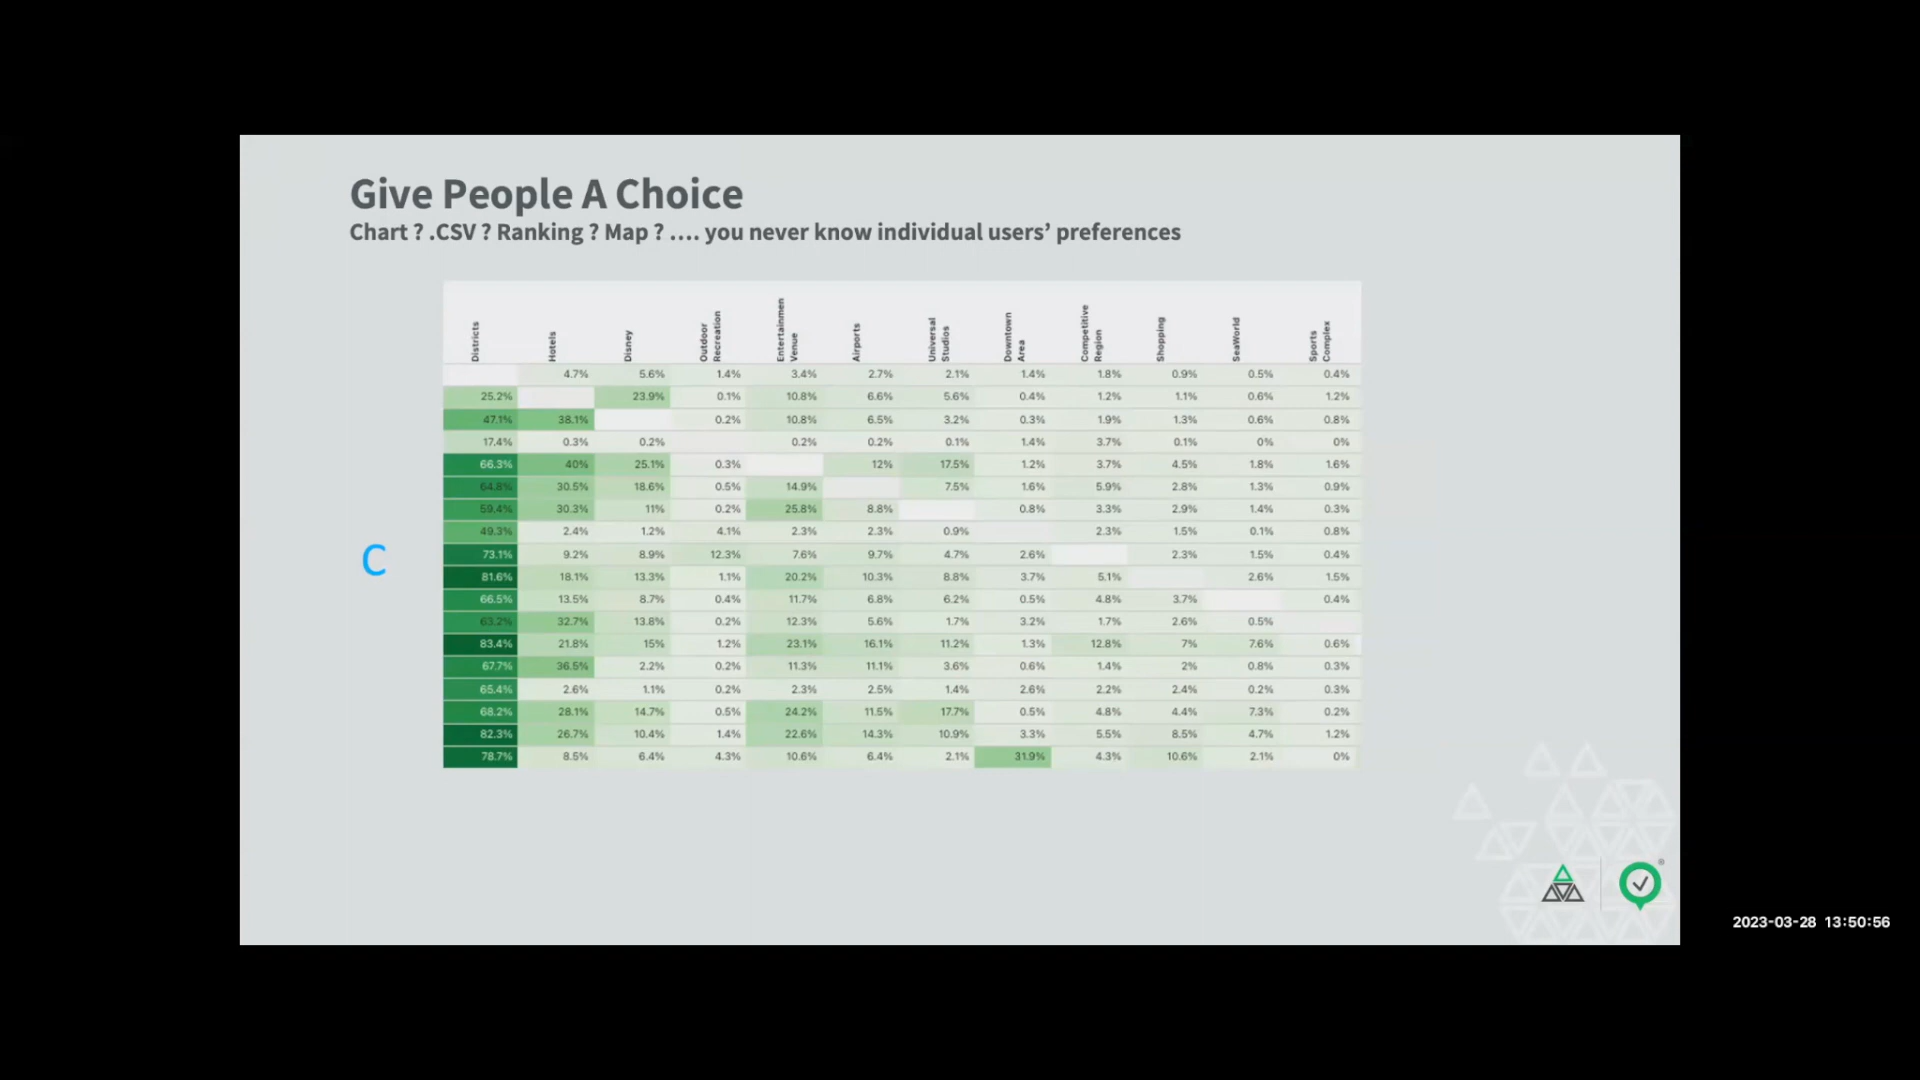 Give People A Choice
Chart ? .CSV ? Ranking ? Map ? .... you never know individual users’ preferences
Districts Hotels Disney Outdoor Recreation Entertainmen Venue Airports Universal Studios Downtown Area Competitive Region Shopping SeaWorld Sports Complex
4.7% 5.6% 1.4% 3.4% 2.7% 2.1% 1.4% 1.8% 0.9% 0.5% 0.4%
25.2% 23.9% 0.1% 10.8% 6.6% 5.6% 0.4% 1.2% 1.1% 0.6% 1.2%
47.1% 38.1% 0.2% 10.8% 6.5% 3.2% 0.3% 1.9% 1.3% 0.6% 0.8%
17.4% 0.3% 0.2% 0.2% 0.2% 0.1% 1.4% 3.7% 0.1% 0% 0%
66.3% 40% 25.1% 0.3% 12% 17.5% 1.2% 3.7% 4.5% 1.8% 1.6%
64.8% 30.5% 18.6% 0.5% 14.9% 7.5% 1.6% 5.9% 2.8% 1.3% 0.9%
59.4% 30.3% 11% 0.2% 25.8% 8.8% 0.8% 3.3% 2.9% 1.4% 0.3%
49.3% 2.4% 1.2% 4.1% 2.3% 2.3% 0.9% 2.3% 1.5% 0.1% 0.8%
C
73.1% 9.2% 8.9% 12.3% 7.6% 9.7% 4.7% 2.6% 2.3% 1.5% 0.4%
81.6% 18.1% 13.3% 1.1% 20.2% 10.3% 8.8% 3.7% 5.1% 2.6% 1.5%
66.5% 13.5% 8.7% 0.4% 11.7% 6.8% 6.2% 0.5% 4.8% 3.7% 0.4%
63.2% 32.7% 13.8% 0.2% 12.3% 5.6% 1.7% 3.2% 1.7% 2.6% 0.5%
83.4% 21.8% 15% 1.2% 23.1% 16.1% 11.2% 1.3% 12.8% 7% 7.6% 0.6%
67.7% 36.5% 2.2% 0.2% 11.3% 11.1% 3.6% 0.6% 1.4% 2% 0.8% 0.3%
65.4% 2.6% 1.1% 0.2% 2.3% 2.5% 1.4% 2.6% 2.2% 2.4% 0.2% 0.3%
68.2% 28.1% 14.7% 0.5% 24.2% 11.5% 17.7% 0.5% 4.8% 4.4% 7.3% 0.2%
82.3% 26.7% 10.4% 1.4% 22.6% 14.3% 10.9% 3.3% 5.5% 8.5% 4.7% 1.2%
78.7% 8.5% 6.4% 4.3% 10.6% 6.4% 2.1% 31.9% 4.3% 10.6% 2.1% 0%
2023-03-28 13:50:56